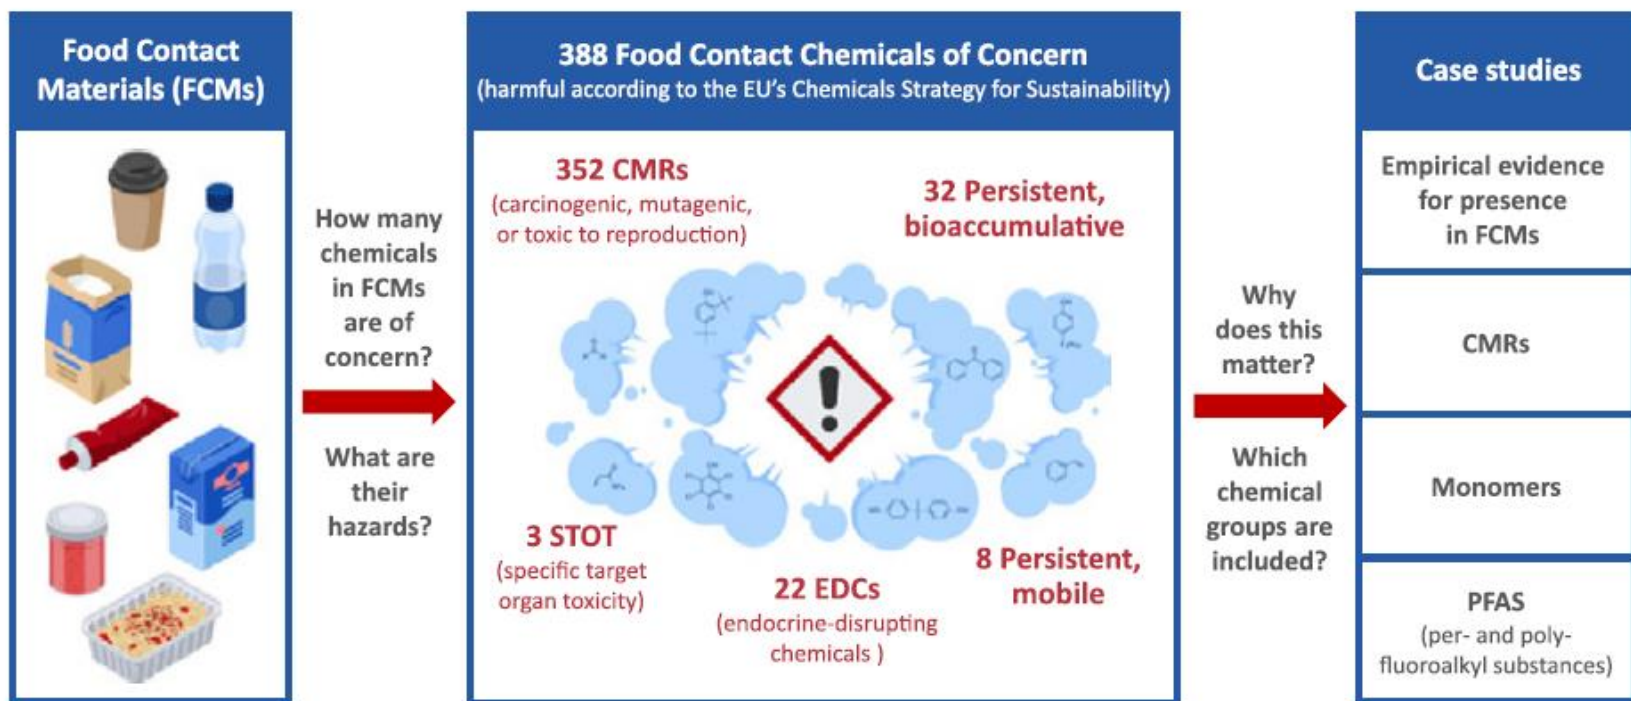 Food Contact
Materials (FCMs)
How many
chemicals
in FCMs
are of
concern?
What are
their
hazards?
388 Food Contact Chemicals of Concern
(harmful according to the EU's Chemicals Strategy for Sustainability)
352 CMRs
(carcinogenic, mutagenic,
or toxic to reproduction)
32 Persistent,
bioaccumulative
3 STOT
(specific target
organ toxicity)
22 EDCs
(endocrine-disrupting
chemicals )
8 Persistent,
mobile
Why
does this
matter?
Which
chemical
groups are
included?
Case studies
Empirical evidence
for presence
in FCMs
CMRs
Monomers
PFAS
(per- and poly-
fluoroalkyl substances)